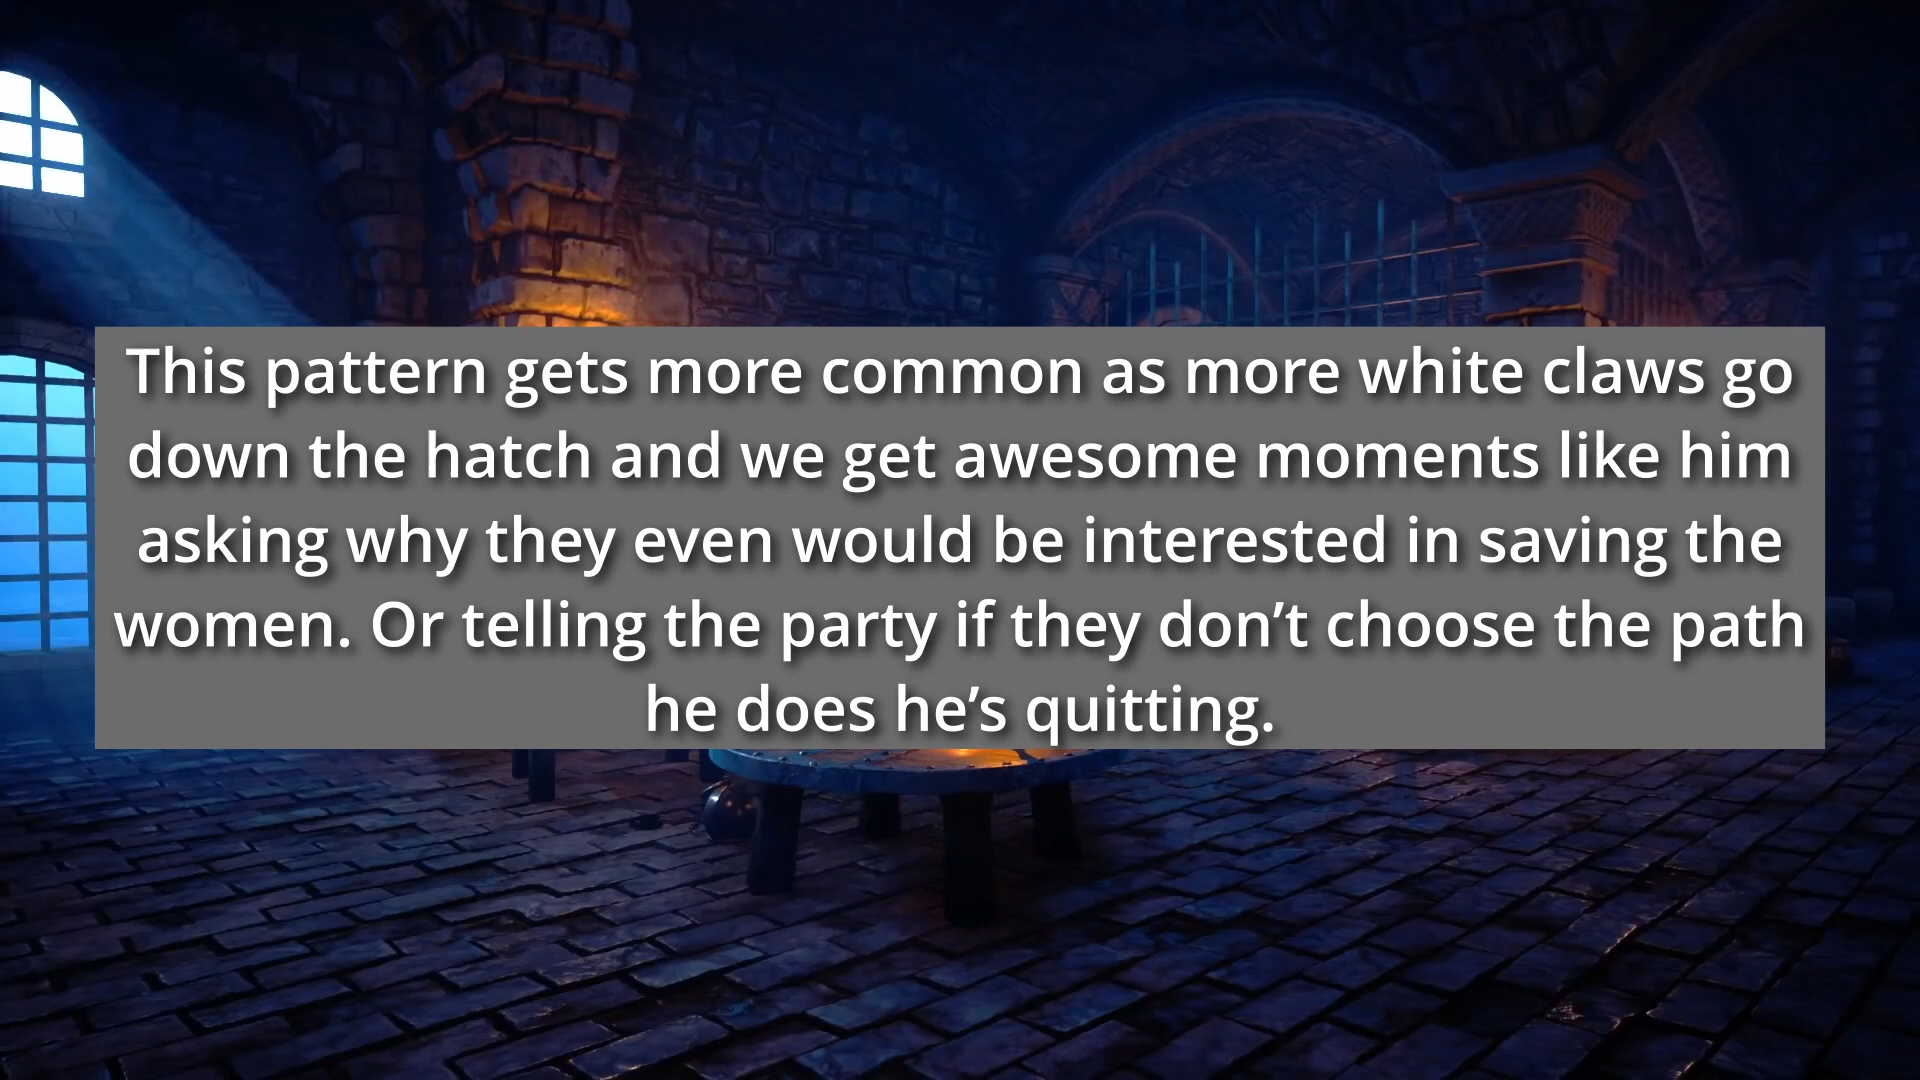 This pattern gets more common as more white claws go
down the hatch and we get awesome moments like him
asking why they even would be interested in saving the
women. Or telling the party if they don’t choose the path
he does he’s quitting.